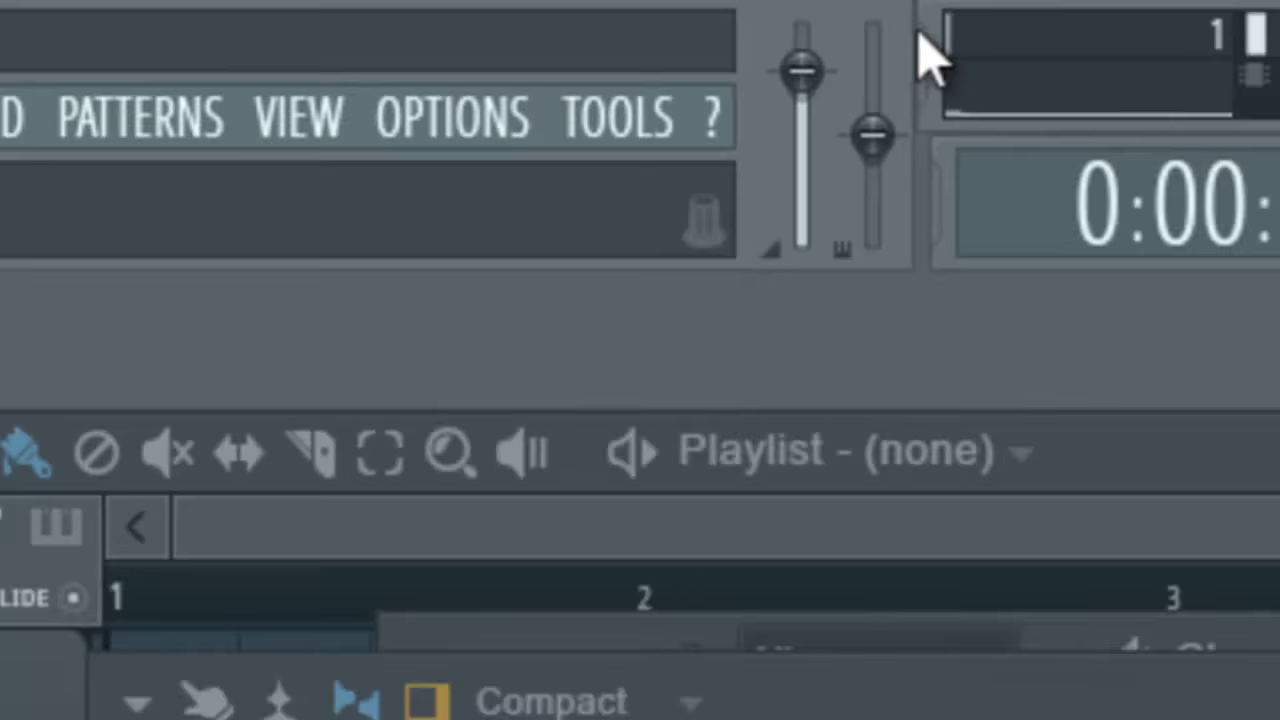 1
D PATTERNS VIEW OPTIONS TOOLS ?
0:00:
Playlist - (none)
LIDE 1 2 3
Compact